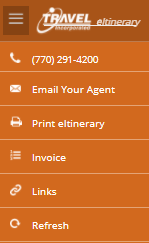 TRAVEL
Incorporated
eItinerary
(770) 291-4200
Email Your Agent
Print eItinerary
Invoice
Links
Refresh